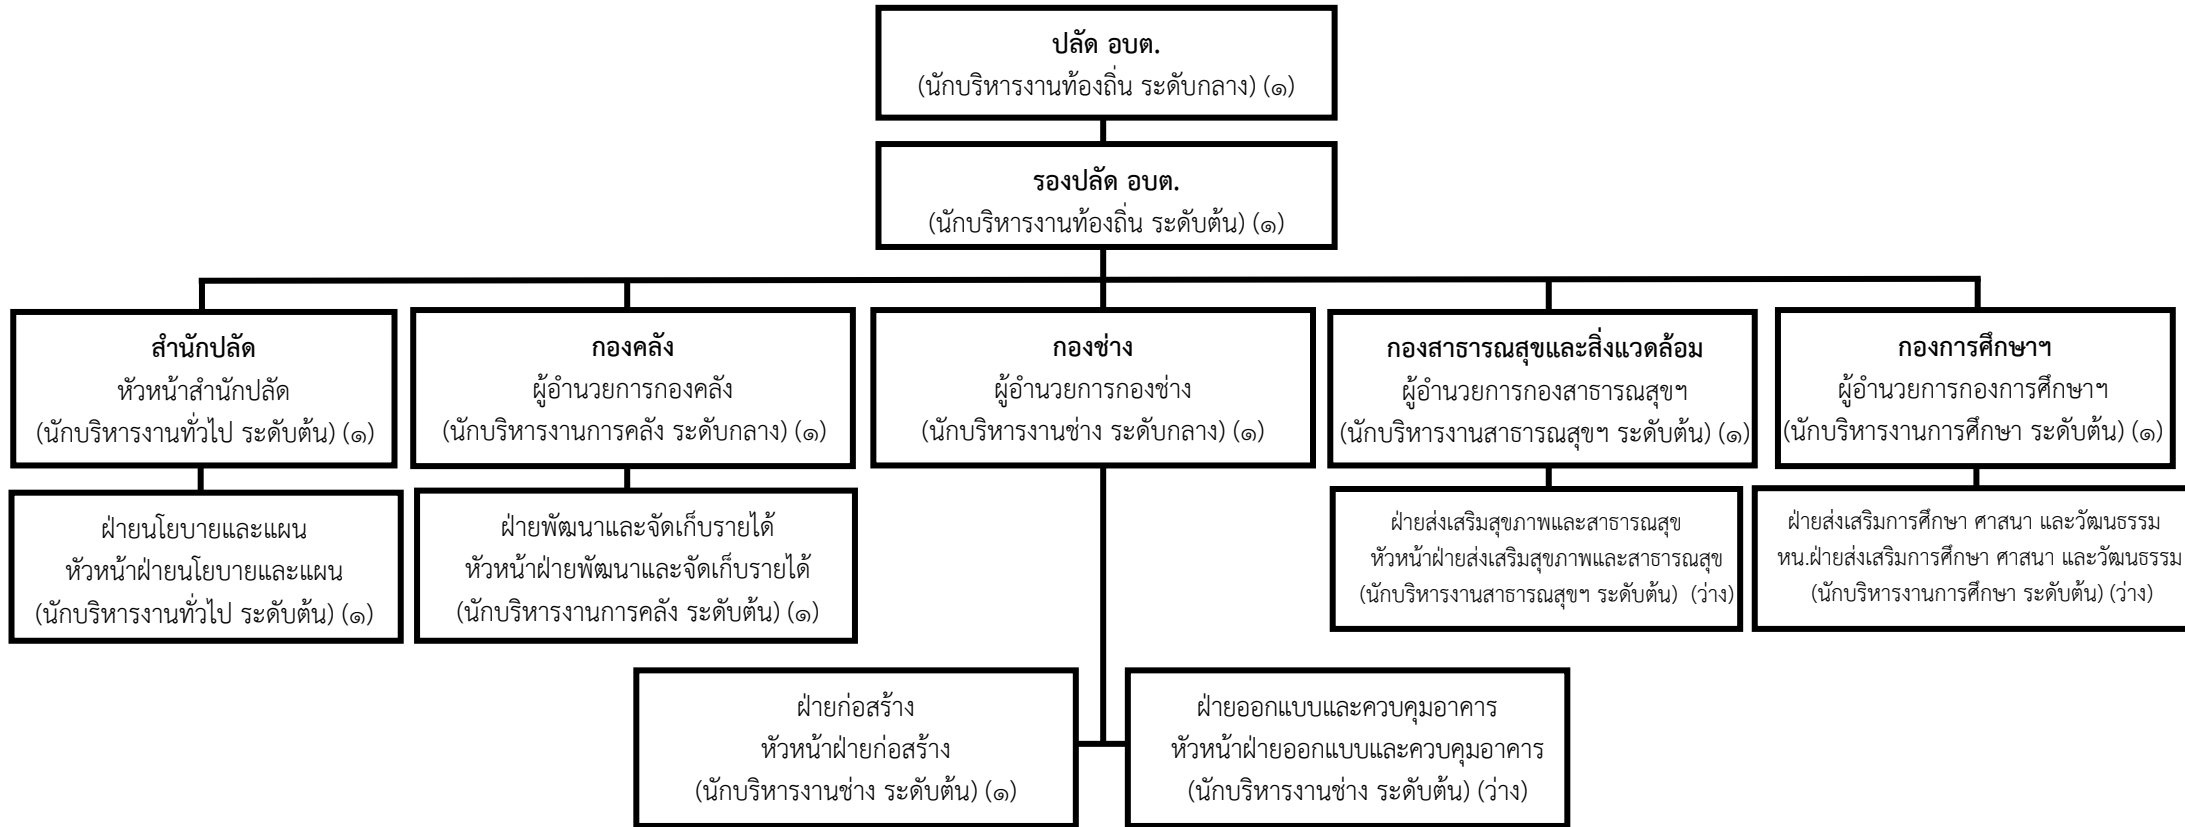 ปลัด อบต.
(นักบริหารงานท้องถิ่น ระดับกลาง) (๑)
รองปลัด อบต.
(นักบริหารงานท้องถิ่น ระดับต้น) (๑)
สำนักปลัด
หัวหน้าสำนักปลัด
(นักบริหารงานทั่วไป ระดับต้น) (๑)
กองคลัง
ผู้อำนวยการกองคลัง
(นักบริหารงานการคลัง ระดับกลาง) (๑)
กองช่าง
ผู้อำนวยการกองช่าง
(นักบริหารงานช่าง ระดับกลาง) (๑)
กองสาธารณสุขและสิ่งแวดล้อม
ผู้อำนวยการกองสาธารณสุขฯ
(นักบริหารงานสาธารณสุขฯ ระดับต้น) (๑)
กองการศึกษาฯ
ผู้อำนวยการกองการศึกษาฯ
(นักบริหารงานการศึกษา ระดับต้น) (๑)
ฝ่ายนโยบายและแผน
หัวหน้าฝ่ายนโยบายและแผน
(นักบริหารงานทั่วไป ระดับต้น) (๑)
ฝ่ายพัฒนาและจัดเก็บรายได้
หัวหน้าฝ่ายพัฒนาและจัดเก็บรายได้
(นักบริหารงานการคลัง ระดับต้น) (๑)
ฝ่ายส่งเสริมสุขภาพและสาธารณสุข
หัวหน้าฝ่ายส่งเสริมสุขภาพและสาธารณสุข
(นักบริหารงานสาธารณสุขฯ ระดับต้น) (ว่าง)
ฝ่ายส่งเสริมการศึกษา ศาสนา และวัฒนธรรม
หน.ฝ่ายส่งเสริมการศึกษา ศาสนา และวัฒนธรรม
(นักบริหารงานการศึกษา ระดับต้น) (ว่าง)
ฝ่ายก่อสร้าง
หัวหน้าฝ่ายก่อสร้าง
(นักบริหารงานช่าง ระดับต้น) (๑)
ฝ่ายออกแบบและควบคุมอาคาร
หัวหน้าฝ่ายออกแบบและควบคุมอาคาร
(นักบริหารงานช่าง ระดับต้น) (ว่าง)